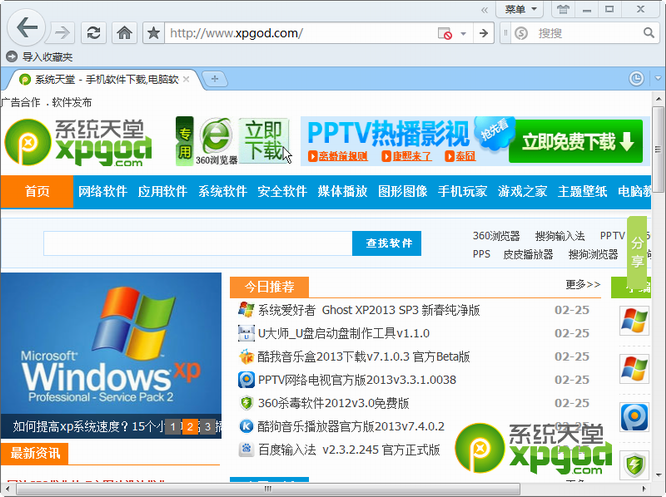 菜单
http://www.xpgod.com/
搜搜
导入收藏夹
系统天堂 - 手机软件下载,电脑软
广告合作 . 软件发布
系统天堂
xpgod.com
专用
360浏览器
立即下载
PPTV热播影视
抢先看
康熙来了
秦囧
立即免费下载
首页 网络软件 应用软件 系统软件 安全软件 媒体播放 图形图像 手机玩家 游戏之家 主题壁纸 电脑教
查找软件
360浏览器 搜狗输入法 PPTV
PPS 皮皮播放器 搜狗浏览器
分享
Microsoft
Windows xp
Professional - Service Pack 2
如何提高xp系统速度？15个小
1 2 3
今日推荐 更多>>
系统爱好者 Ghost XP2013 SP3 新春纯净版 02-25
U大师_U盘启动盘制作工具v1.1.0 02-25
酷我音乐盒2013下载v7.1.0.3 官方Beta版 02-25
PPTV网络电视官方版2013v3.3.1.0038 02-25
360杀毒软件2012v3.0免费版 02-25
酷狗音乐播放器官方版2013v7.4.0.2 02-25
百度输入法 v2.3.2.245 官方正式版
系统天堂
xpgod.com
最新资讯